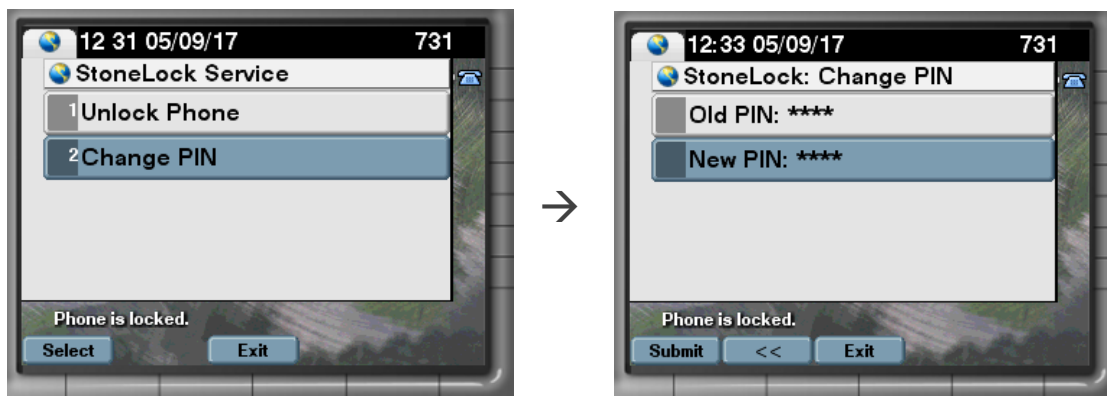 12 31 05/09/17 731
StoneLock Service
1 Unlock Phone
2 Change PIN
Phone is locked.
Select Exit
→
12:33 05/09/17 731
StoneLock: Change PIN
Old PIN: ****
New PIN: ****
Phone is locked.
Submit << Exit